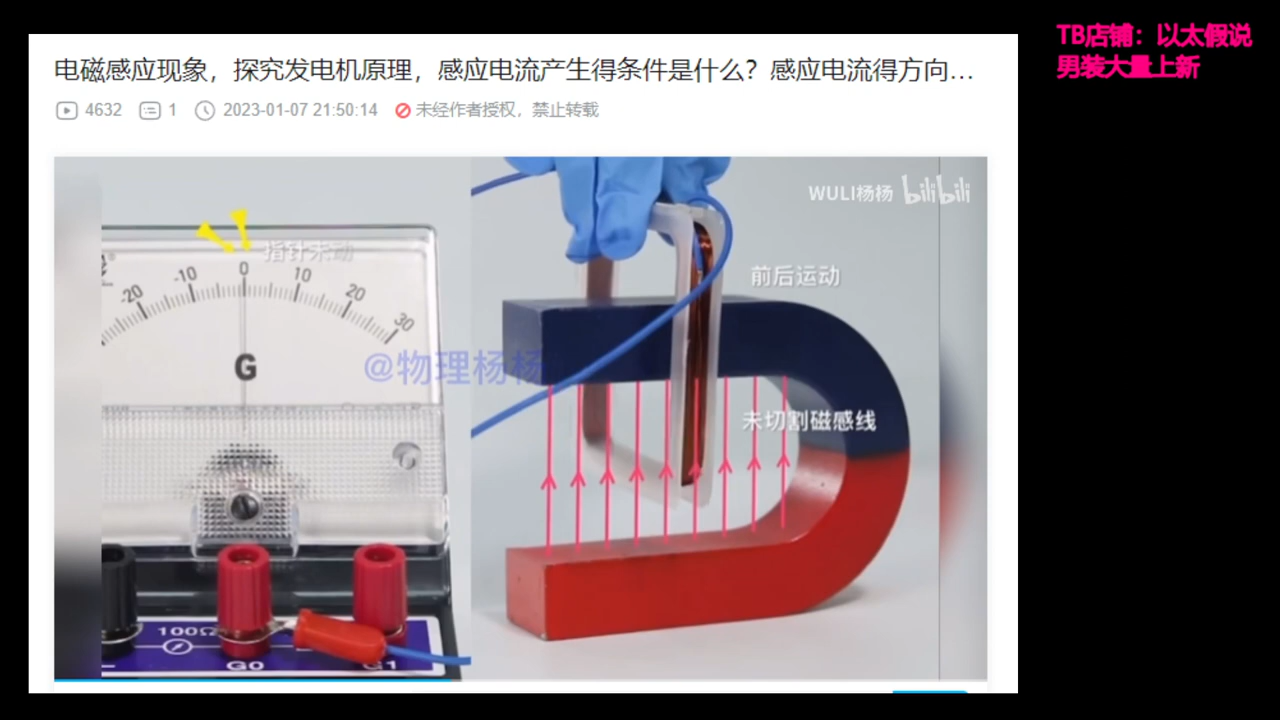 电磁感应现象，探究发电机原理，感应电流产生得条件是什么？感应电流得方向...
4632 1 2023-01-07 21:50:14 未经作者授权，禁止转载
TB店铺：以太假说
男装大量上新
WULI杨杨 bilibili
指针未动
前后运动
-20 -10 0 10 20 30
G
@物理杨杨
未切割磁感线
100Ω
G0 G1